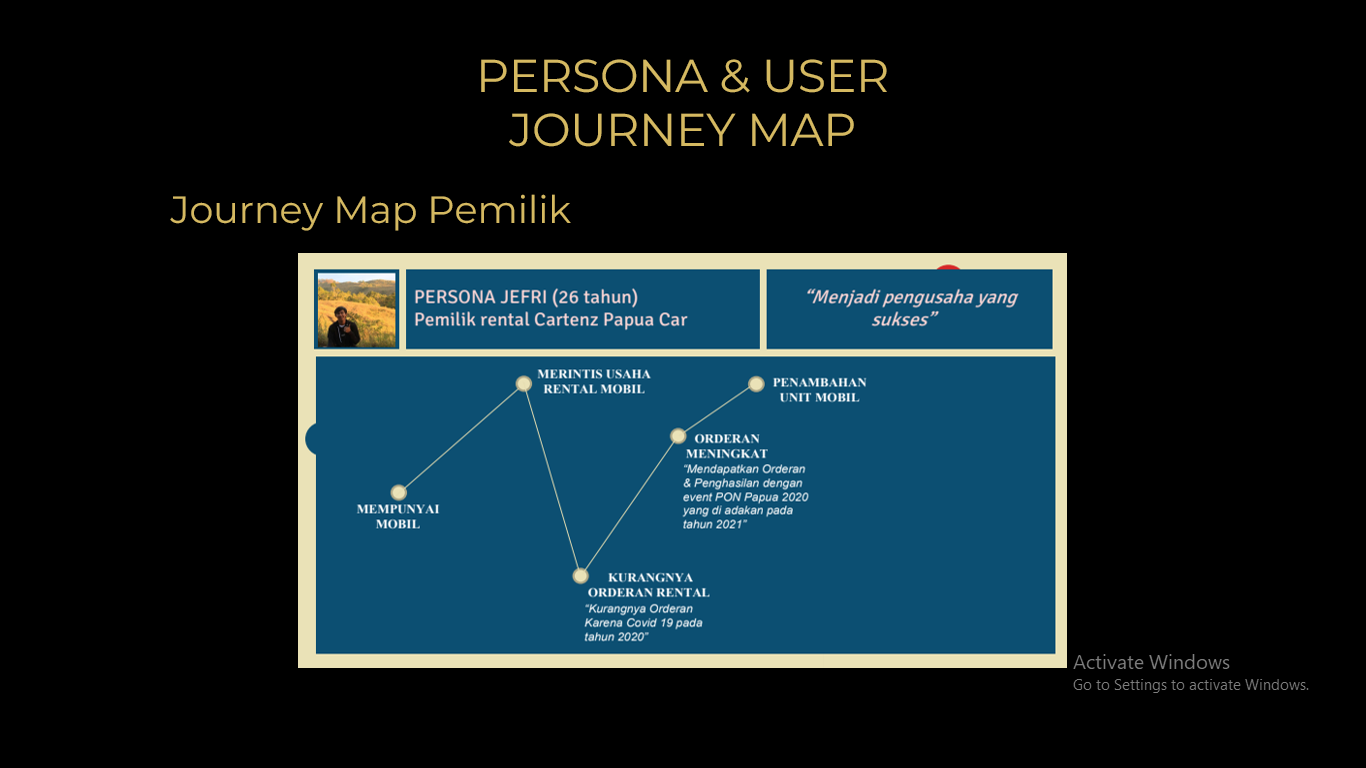 PERSONA & USER
JOURNEY MAP
Journey Map Pemilik
PERSONA JEFRI (26 tahun)
Pemilik rental Cartenz Papua Car
“Menjadi pengusaha yang
sukses”
MERINTIS USAHA
RENTAL MOBIL
PENAMBAHAN
UNIT MOBIL
ORDERAN
MENINGKAT
“Mendapatkan Orderan
& Penghasilan dengan
event PON Papua 2020
yang di adakan pada
tahun 2021”
MEMPUNYAI
MOBIL
KURANGNYA
ORDERAN RENTAL
“Kurangnya Orderan
Karena Covid 19 pada
tahun 2020”
Activate Windows
Go to Settings to activate Windows.